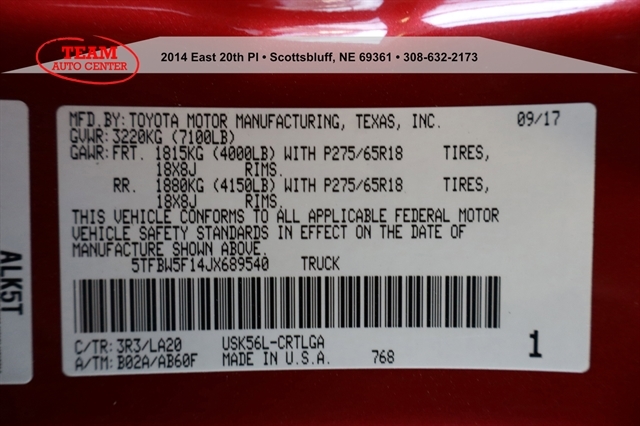 TEAM
AUTO CENTER
2014 East 20th Pl • Scottsbluff, NE 69361 • 308-632-2173
MFD.BY: TOYOTA MOTOR MANUFACTURING, TEXAS, INC. 09/17
GVWR: 3220KG (7100LB)
GAWR: FRT. 1815KG (4000LB) WITH P275/65R18 TIRES,
18X8J RIMS.
RR. 1880KG (4150LB) WITH P275/65R18 TIRES,
18X8J RIMS.
THIS VEHICLE CONFORMS TO ALL APPLICABLE FEDERAL MOTOR
VEHICLE SAFETY STANDARDS IN EFFECT ON THE DATE OF
MANUFACTURE SHOWN ABOVE.
5TFBW5F14JX689540 TRUCK
C/TR: 3R3/LA20 USK56L-CRTLGA
A/TM: B02A/AB60F MADE IN U.S.A. 768 1
ALK5T